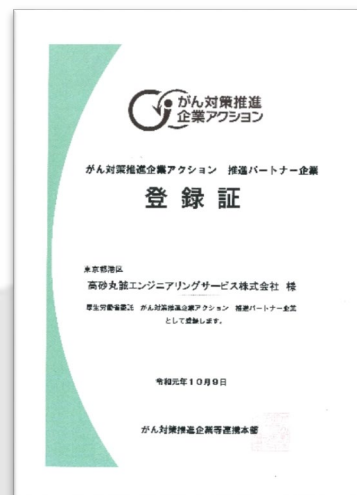 がん対策推進
企業アクション
がん対策推進企業アクション 推進パートナー企業
登録証
東京都港区
高砂丸誠エンジニアリングサービス株式会社 様
厚生労働省委託 がん対策推進企業アクション 推進パートナー企業
として登録します。
令和元年10月9日
がん対策推進企業等連携本部